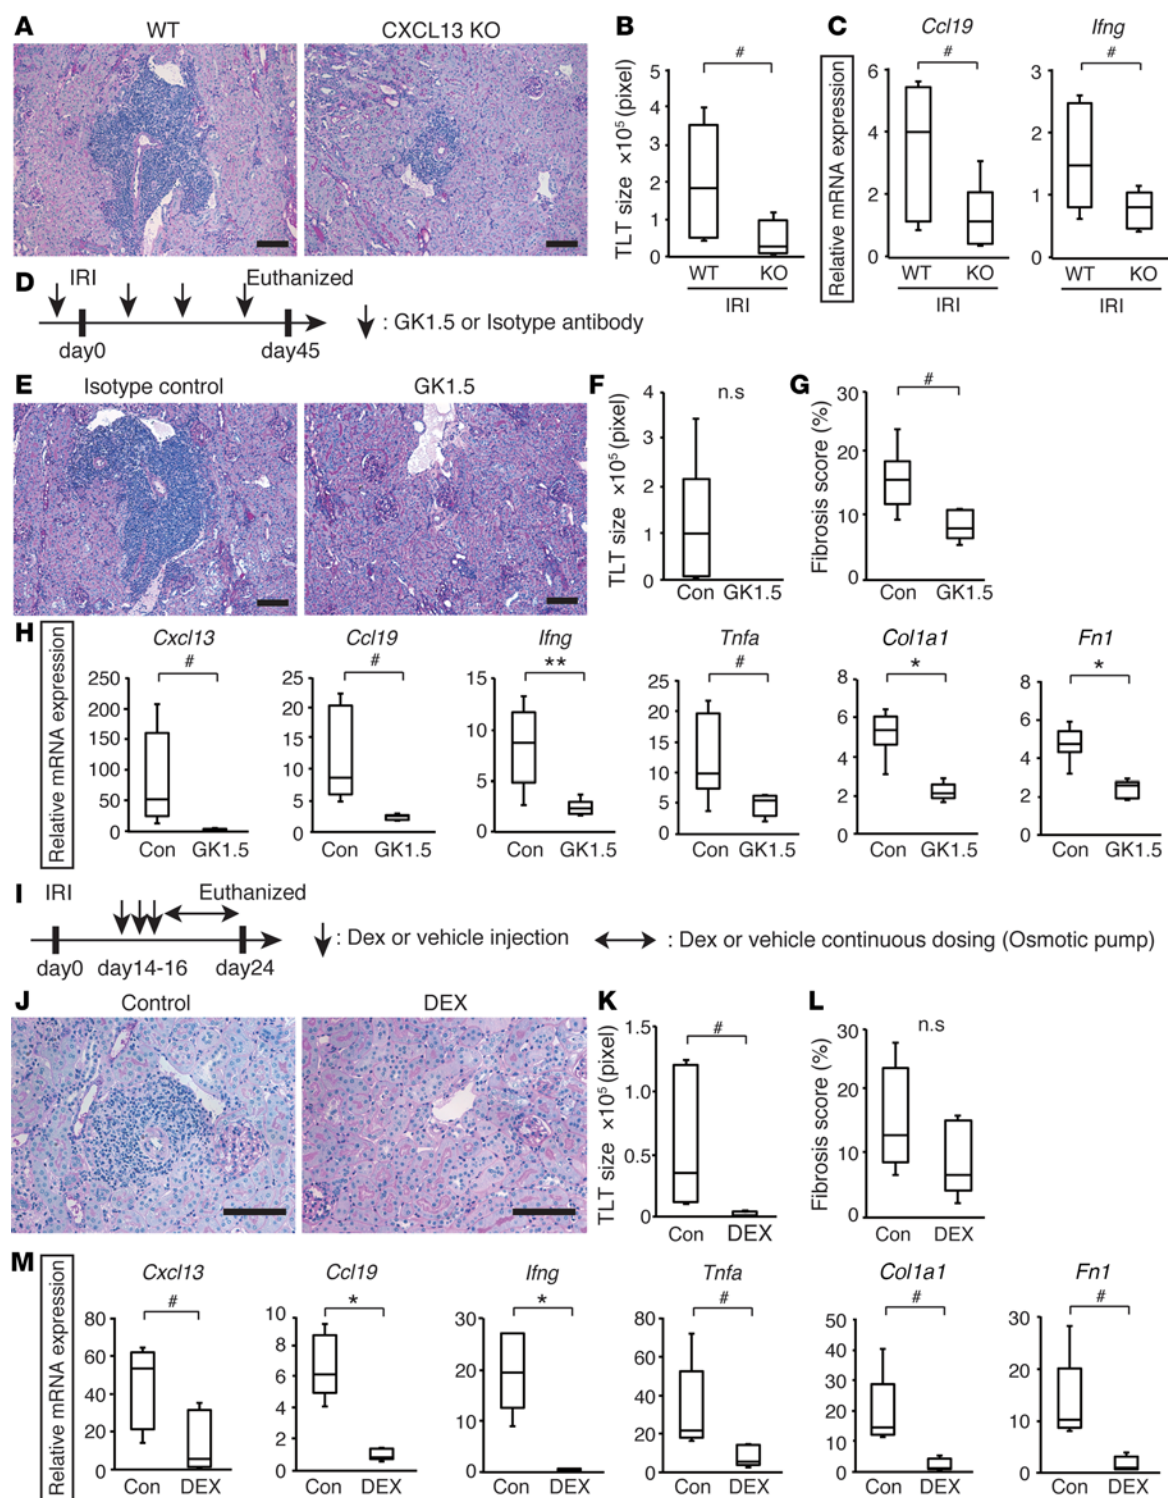 A
WT
CXCL13 KO
B
#
TLT size ×10⁵ (pixel)
5
4
3
2
1
0
WT KO
IRI
C
Relative mRNA expression
Ccl19
#
6
4
2
0
WT KO
IRI
Ifng
#
3
2
1
0
WT KO
IRI
D
IRI
Euthanized
day0
day45
: GK1.5 or Isotype antibody
E
Isotype control
GK1.5
F
n.s
TLT size ×10⁵ (pixel)
4
3
2
1
0
Con GK1.5
G
#
Fibrosis score (%)
30
20
10
0
Con GK1.5
H
Relative mRNA expression
Cxcl13
#
250
200
150
100
50
0
Con GK1.5
Ccl19
#
25
20
15
10
5
0
Con GK1.5
Ifng
**
15
10
5
0
Con GK1.5
Tnfa
#
25
20
15
10
5
0
Con GK1.5
Col1a1
*
8
6
4
2
0
Con GK1.5
Fn1
*
8
6
4
2
0
Con GK1.5
I
IRI
Euthanized
day0
day14-16
day24
: Dex or vehicle injection
: Dex or vehicle continuous dosing (Osmotic pump)
J
Control
DEX
K
#
TLT size ×10⁵ (pixel)
1.5
1.0
0.5
0
Con DEX
L
n.s
Fibrosis score (%)
30
20
10
0
Con DEX
M
Relative mRNA expression
Cxcl13
#
80
60
40
20
0
Con DEX
Ccl19
*
10
8
6
4
2
0
Con DEX
Ifng
*
30
20
10
0
Con DEX
Tnfa
#
80
60
40
20
0
Con DEX
Col1a1
#
50
40
30
20
10
0
Con DEX
Fn1
#
30
20
10
0
Con DEX